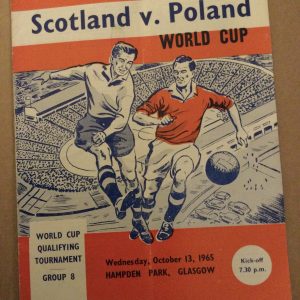 Scotland v. Poland
WORLD CUP
WORLD CUP
QUALIFYING
TOURNAMENT
GROUP 8
Wednesday, October 13, 1965
HAMPDEN PARK, GLASGOW
Kick-off
7.30 p.m.